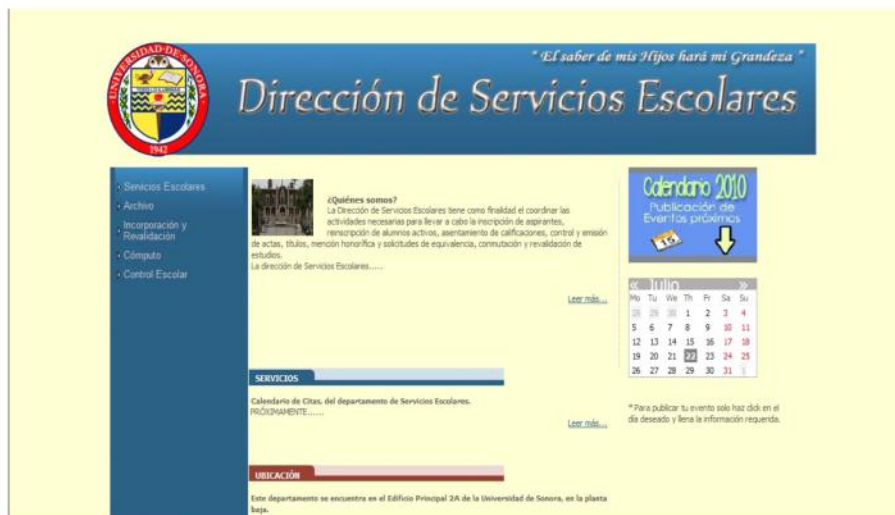 UNIVERSIDAD·DE·SONORA
1942
"El saber de mis Hijos hará mi Grandeza"
Dirección de Servicios Escolares
Servicios Escolares
Archivo
Incorporación y
Revalidación
Cómputo
Control Escolar
¿Quiénes somos?
La Dirección de Servicios Escolares tiene como finalidad el coordinar las
actividades necesarias para llevar a cabo la inscripción de aspirantes,
reinscripción de alumnos activos, asentamiento de calificaciones, control y emisión
de actas, títulos, mención honorífica y solicitudes de equivalencia, conmutación y revalidación de
estudios.
La dirección de Servicios Escolares.....
Leer más...
SERVICIOS
Calendario de Citas, del departamento de Servicios Escolares.
PRÓXIMAMENTE......
Leer más...
UBICACIÓN
Este departamento se encuentra en el Edificio Principal 2A de la Universidad de Sonora, en la planta
baja.
Calendario 2010
Publicación de
Eventos próximos
« Julio »
Mo Tu We Th Fr Sa Su
28 29 30 1 2 3 4
5 6 7 8 9 10 11
12 13 14 15 16 17 18
19 20 21 22 23 24 25
26 27 28 29 30 31 1
*Para publicar tu evento solo haz click en el
día deseado y llena la información requerida.